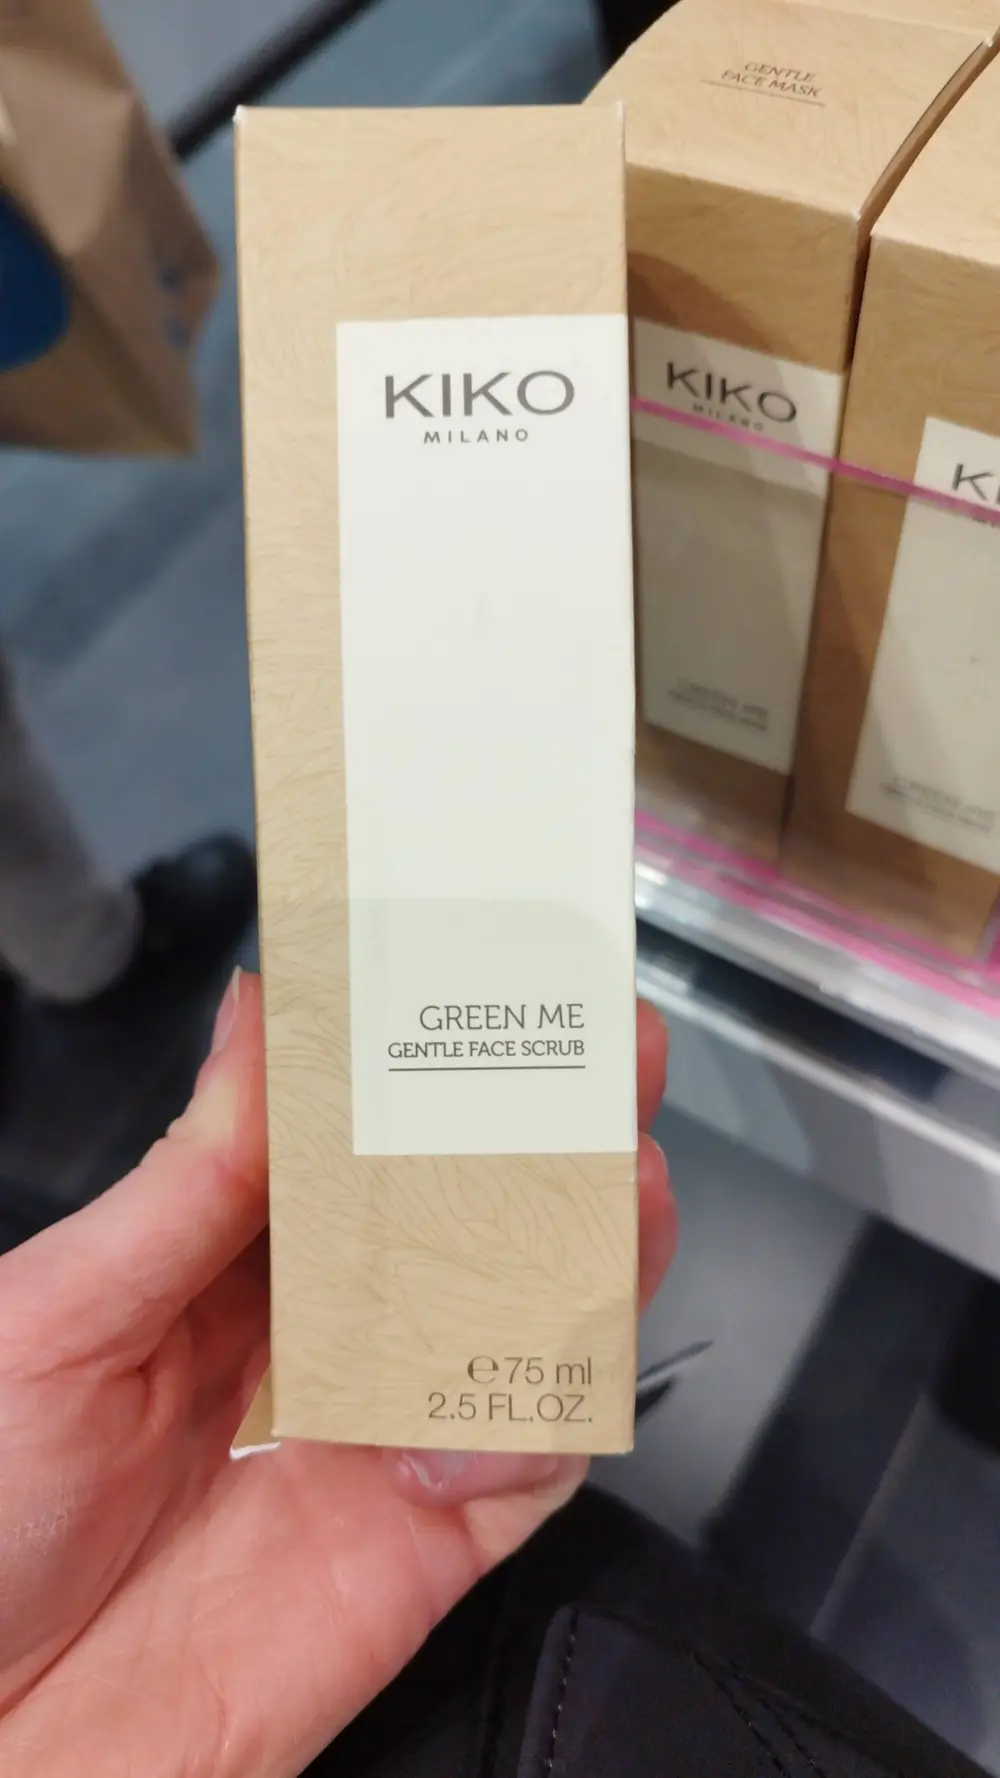 KIKO
MILANO
GREEN ME
GENTLE FACE SCRUB
℮75 ml
2.5 FL.OZ.
GENTLE
FACE MASK
KIKO
MILANO